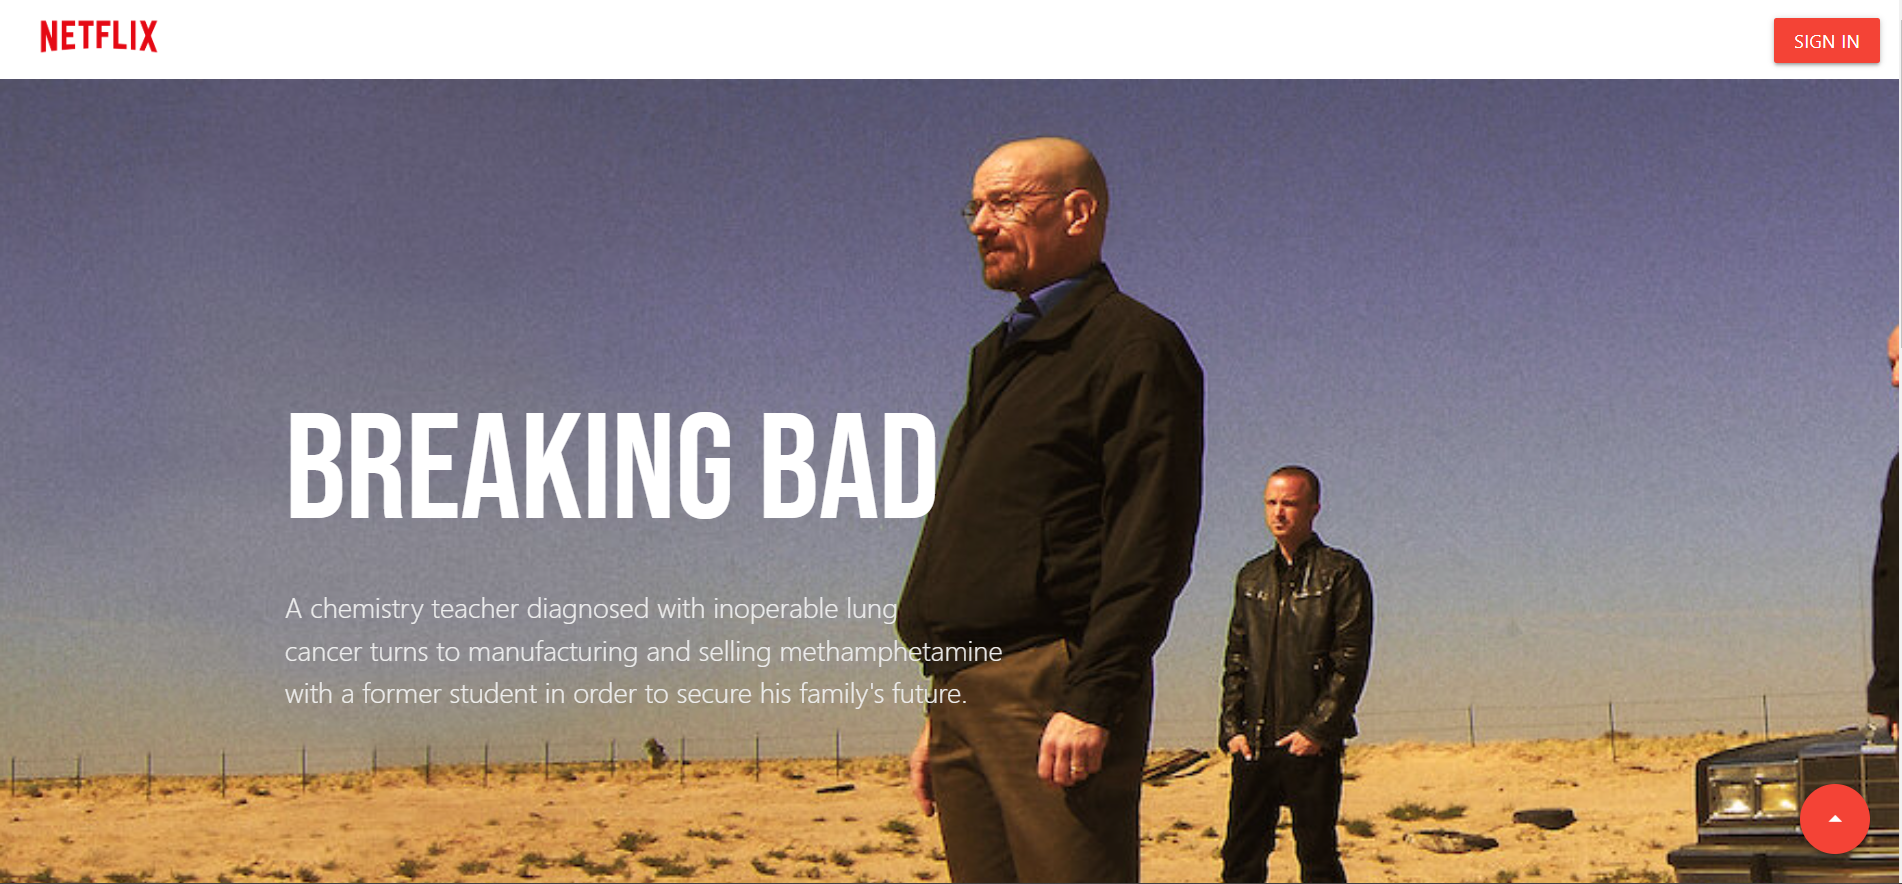 NETFLIX
SIGN IN
BREAKING BAD
A chemistry teacher diagnosed with inoperable lung
cancer turns to manufacturing and selling methamphetamine
with a former student in order to secure his family's future.